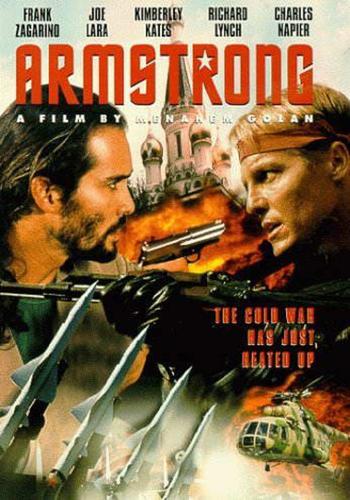 FRANK JOE KIMBERLEY RICHARD CHARLES
ZAGARINO LARA KATES LYNCH NAPIER
ARMSTRONG
A FILM BY MENAHEM GOLAN
THE COLD WAR
HAS JUST
HEATED UP